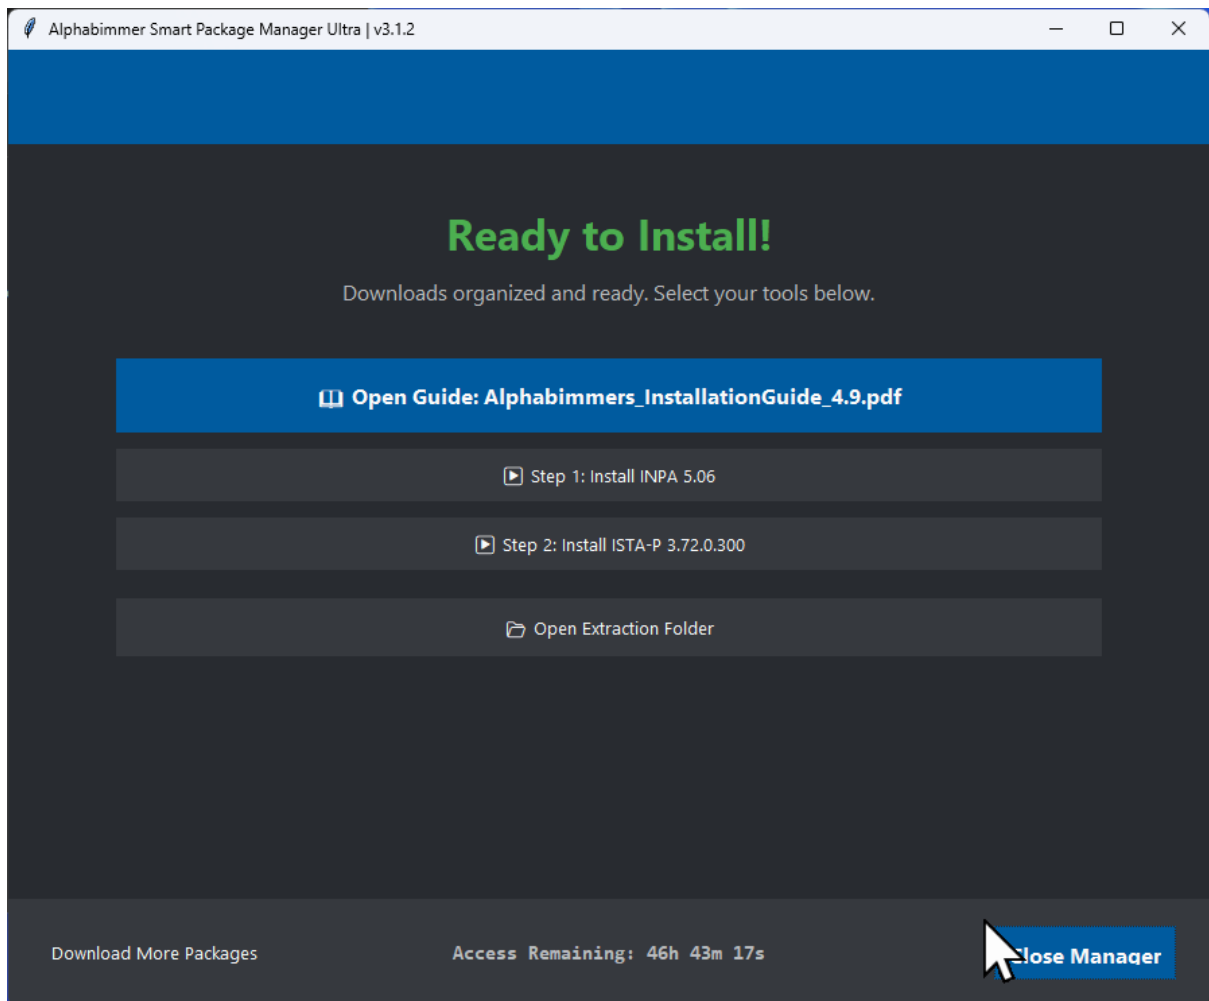 Alphabimmer Smart Package Manager Ultra | v3.1.2
Ready to Install!
Downloads organized and ready. Select your tools below.
Open Guide: Alphabimmers_InstallationGuide_4.9.pdf
Step 1: Install INPA 5.06
Step 2: Install ISTA-P 3.72.0.300
Open Extraction Folder
Download More Packages
Access Remaining: 46h 43m 17s
Close Manager